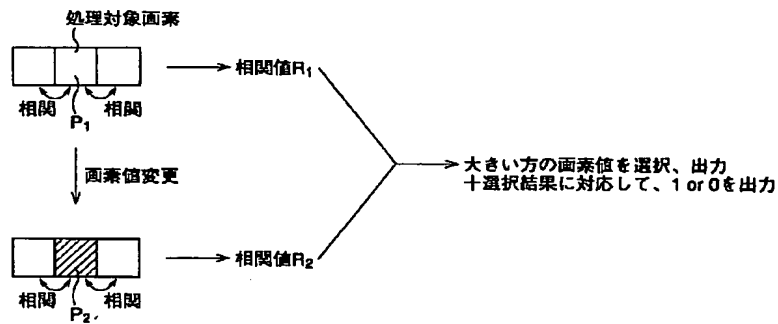 処理対象画素
相関値R1
相関 相関
P1
画素値変更
大きい方の画素値を選択、出力
十選択結果に対応して、1 or 0を出力
相関値R2
相関 相関
P2